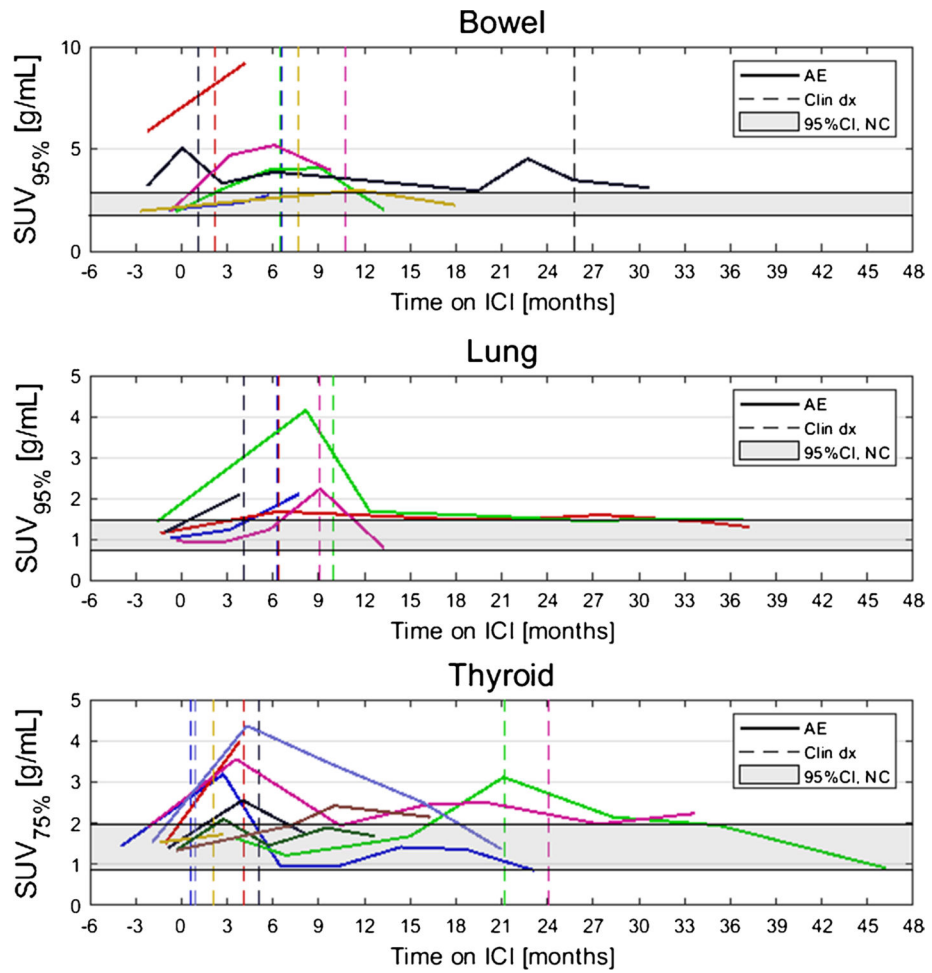 Bowel
SUV95% [g/mL]
10
5
0
AE
Clin dx
95%CI, NC
-6 -3 0 3 6 9 12 15 18 21 24 27 30 33 36 39 42 45 48
Time on ICI [months]
Lung
SUV95% [g/mL]
5
4
3
2
1
0
AE
Clin dx
95%CI, NC
-6 -3 0 3 6 9 12 15 18 21 24 27 30 33 36 39 42 45 48
Time on ICI [months]
Thyroid
SUV75% [g/mL]
5
4
3
2
1
0
AE
Clin dx
95%CI, NC
-6 -3 0 3 6 9 12 15 18 21 24 27 30 33 36 39 42 45 48
Time on ICI [months]